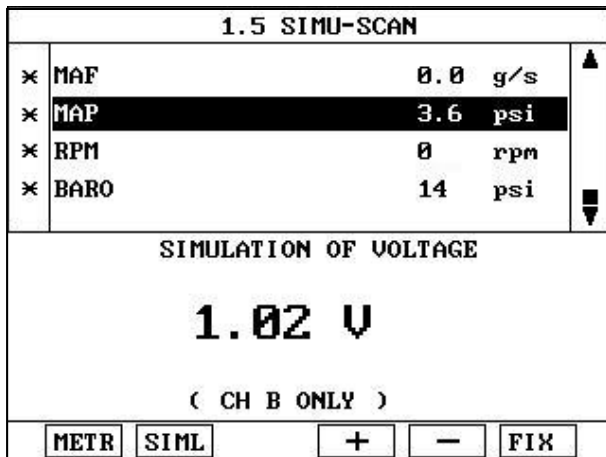 1.5 SIMU-SCAN
* MAF 0.0 g/s
* MAP 3.6 psi
* RPM 0 rpm
* BARO 14 psi
SIMULATION OF VOLTAGE
1.02 V
( CH B ONLY )
METR SIML + - FIX